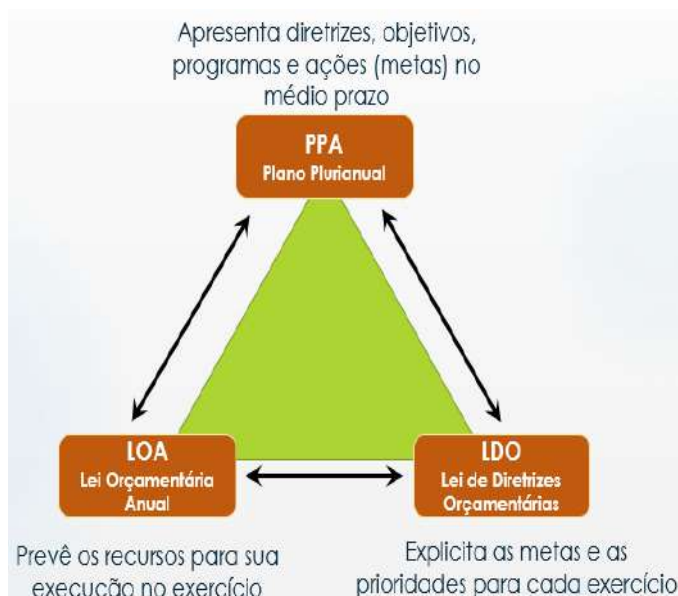 Apresenta diretrizes, objetivos,
programas e ações (metas) no
médio prazo
PPA
Plano Plurianual
LOA
Lei Orçamentária
Anual
LDO
Lei de Diretrizes
Orçamentárias
Prevê os recursos para sua
execução no exercício
Explicita as metas e as
prioridades para cada exercício